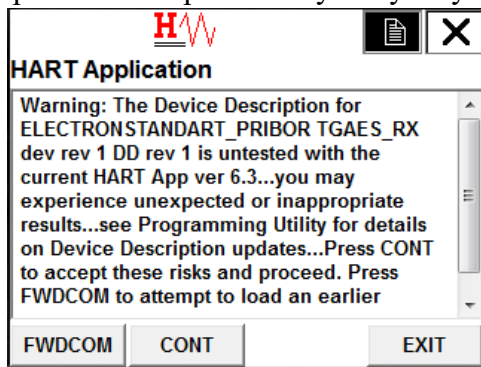 H
HART Application
Warning: The Device Description for
ELECTRONSTANDART_PRIBOR TGAES_RX
dev rev 1 DD rev 1 is untested with the
current HART App ver 6.3...you may
experience unexpected or inappropriate
results...see Programming Utility for details
on Device Description updates...Press CONT
to accept these risks and proceed. Press
FWDCOM to attempt to load an earlier
FWDCOM CONT EXIT